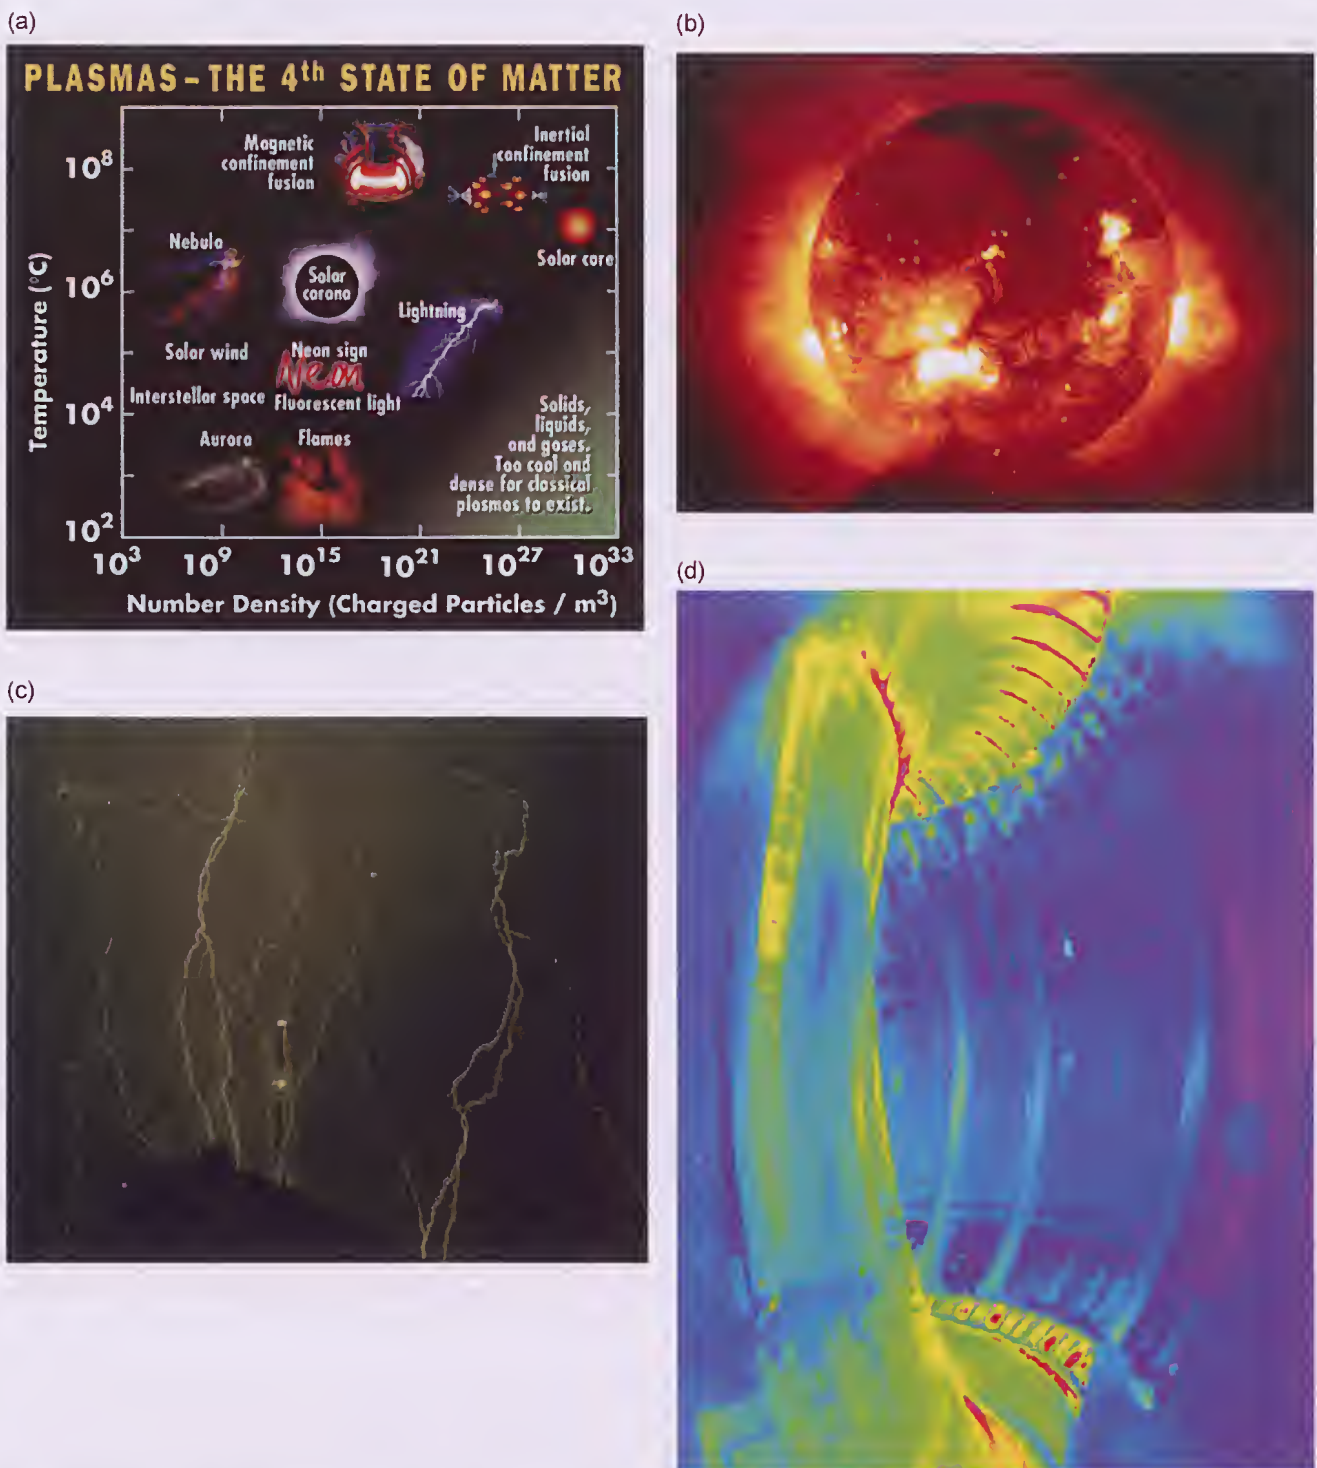 (a)
PLASMAS – THE 4th STATE OF MATTER
Magnetic
confinement
fusion
Inertial
confinement
fusion
Nebula
Solar
corona
Solar core
Lightning
Solar wind
Neon sign
Neon
Interstellar space
Fluorescent light
Aurora
Flames
Solids,
liquids,
and gases.
Too cool and
dense for classical
plasmas to exist.
Temperature (°C)
10⁸
10⁶
10⁴
10²
10³ 10⁹ 10¹⁵ 10²¹ 10²⁷ 10³³
Number Density (Charged Particles / m³)
(b)
(c)
(d)